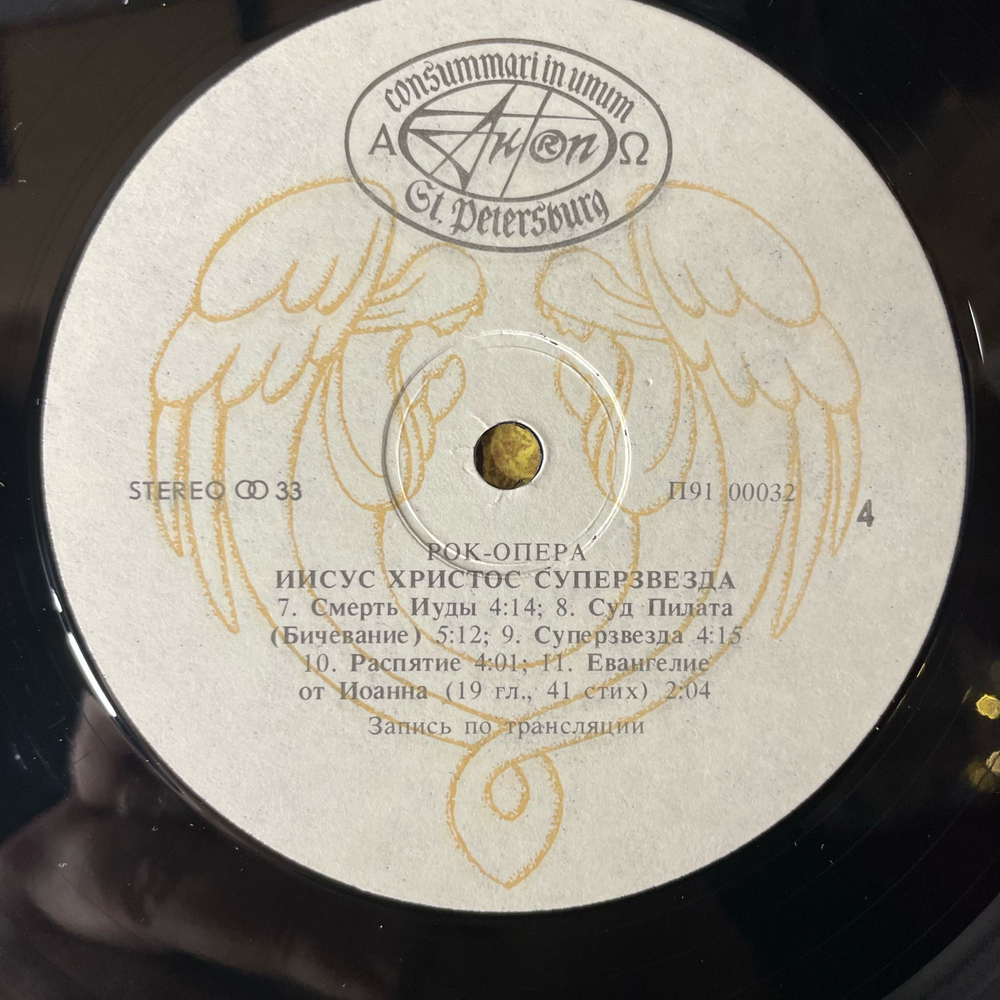 consummari in unum
A АнТ®оп Ω
St. Petersburg
STEREO 33
П91 00032
4
РОК-ОПЕРА
ИИСУС ХРИСТОС СУПЕРЗВЕЗДА
7. Смерть Иуды 4:14; 8. Суд Пилата
(Бичевание) 5:12; 9. Суперзвезда 4:15
10. Распятие 4:01; 11. Евангелие
от Иоанна (19 гл., 41 стих) 2:04
Запись по трансляции